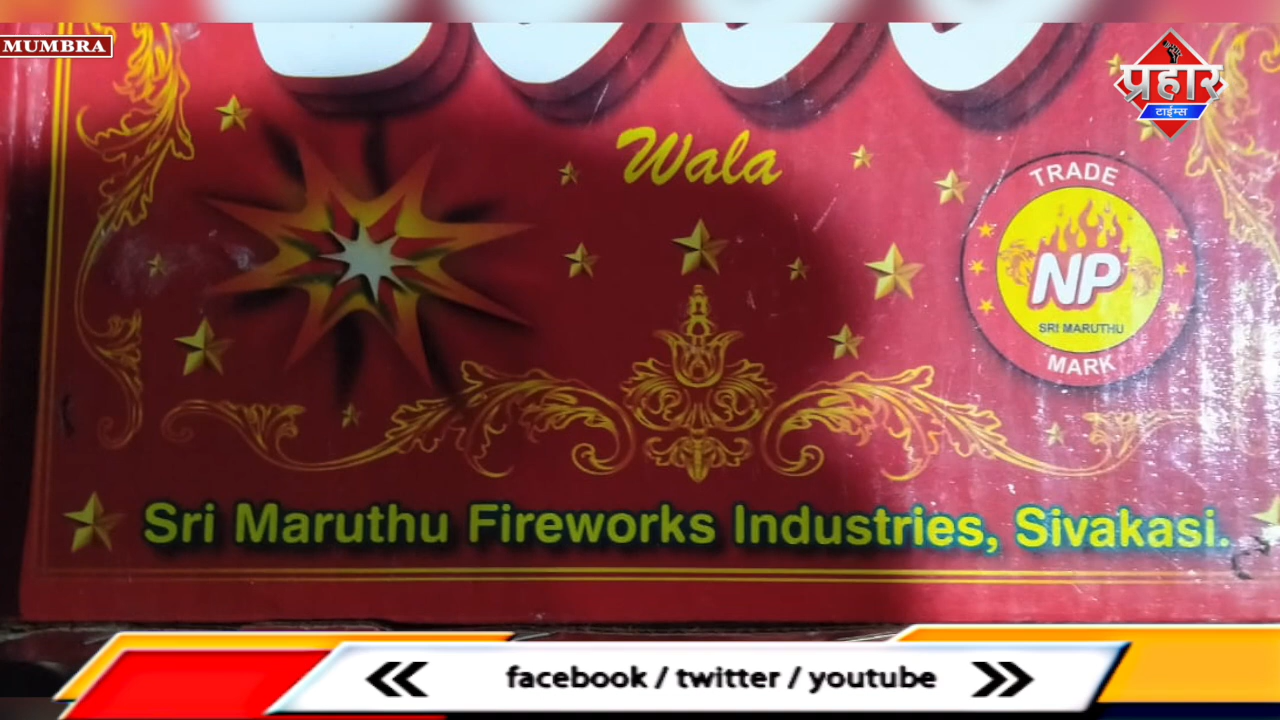 MUMBRA
प्रहार
टाईम्स
Wala
TRADE
NP
SRI MARUTHU
MARK
Sri Maruthu Fireworks Industries, Sivakasi.
facebook / twitter / youtube